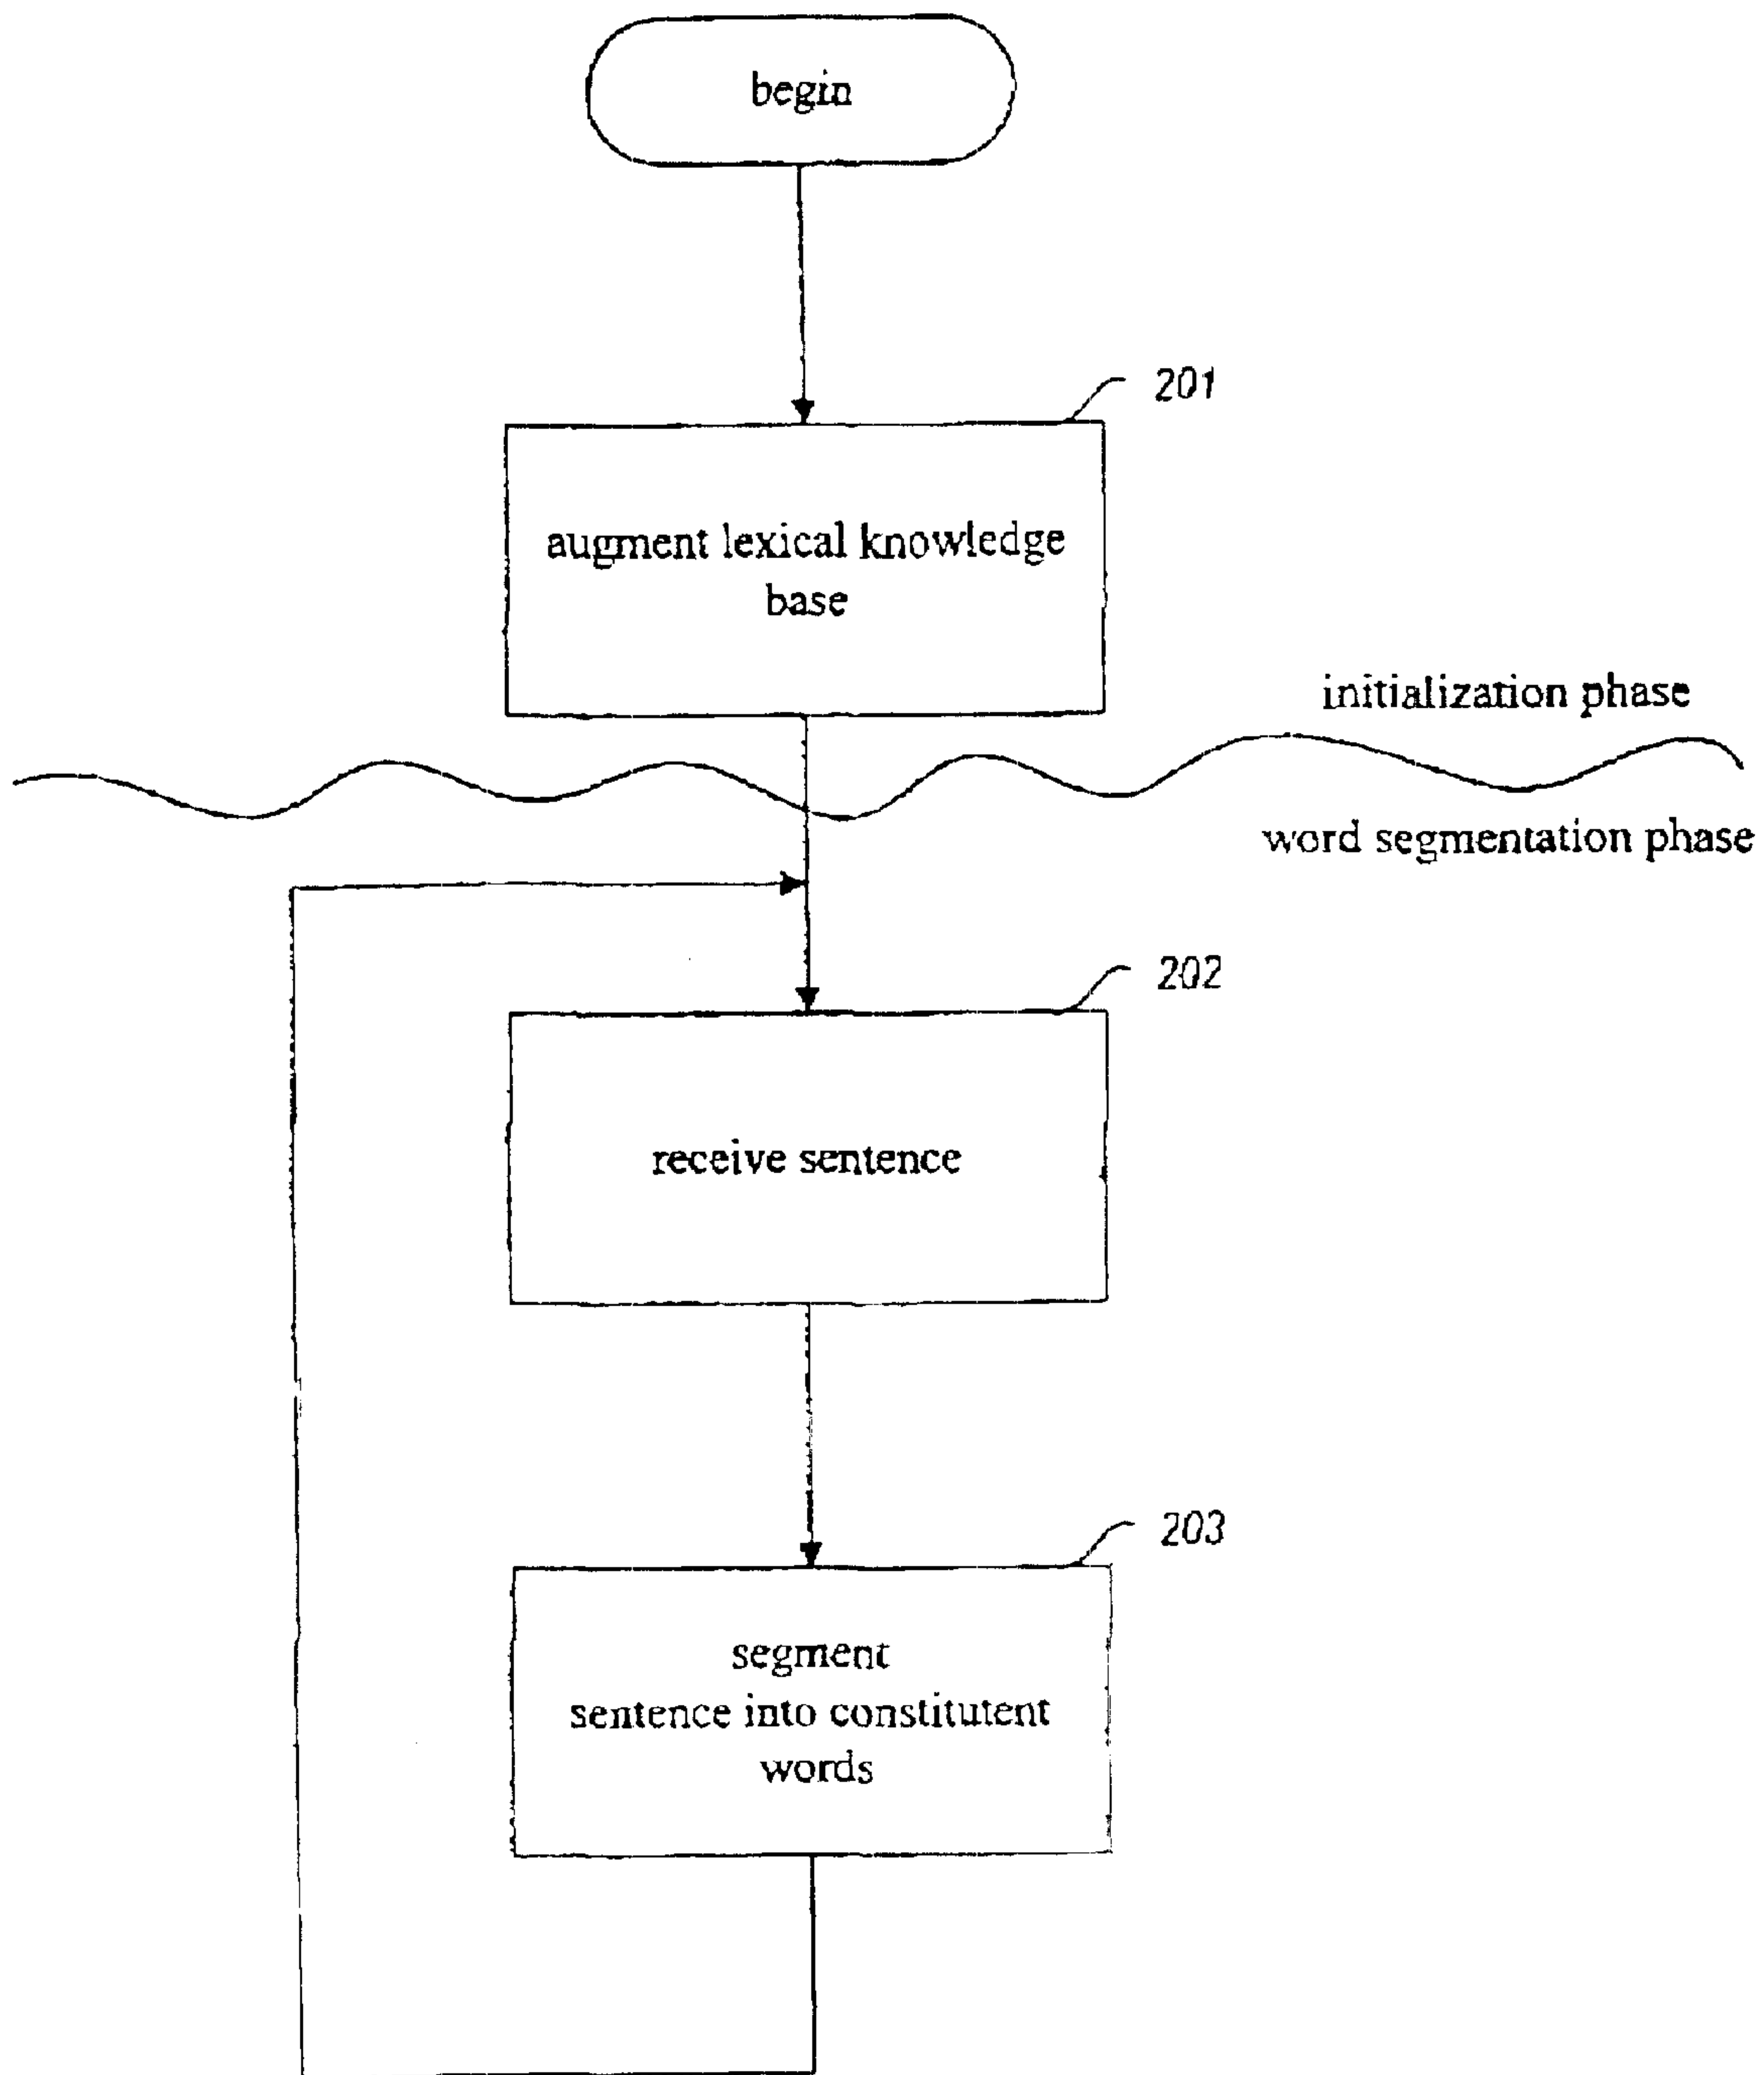 begin
201
augment lexical knowledge
base
initialization phase
word segmentation phase
202
receive sentence
203
segment
sentence into constitutent
words